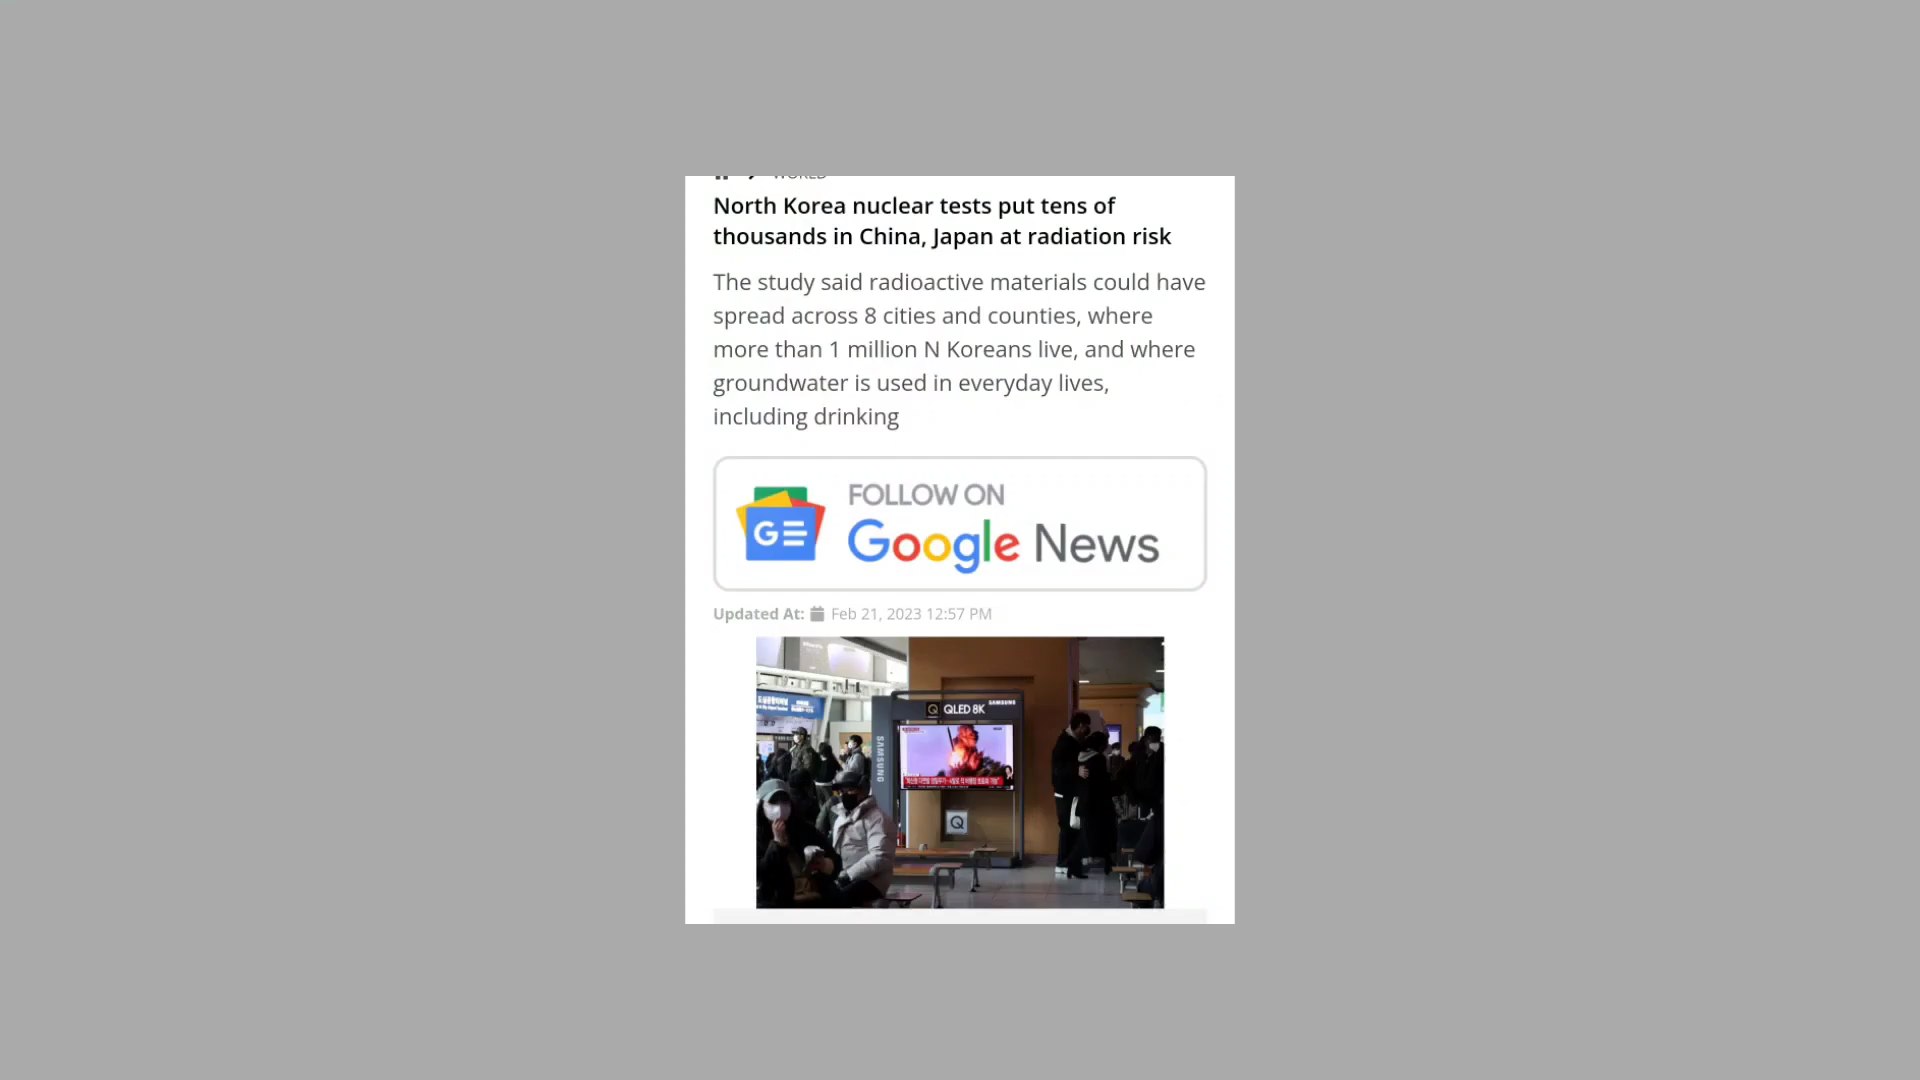 WORLD
North Korea nuclear tests put tens of
thousands in China, Japan at radiation risk
The study said radioactive materials could have
spread across 8 cities and counties, where
more than 1 million N Koreans live, and where
groundwater is used in everyday lives,
including drinking
GE
FOLLOW ON
Google News
Updated At: Feb 21, 2023 12:57 PM
Q QLED 8K SAMSUNG
SAMSUNG
Q